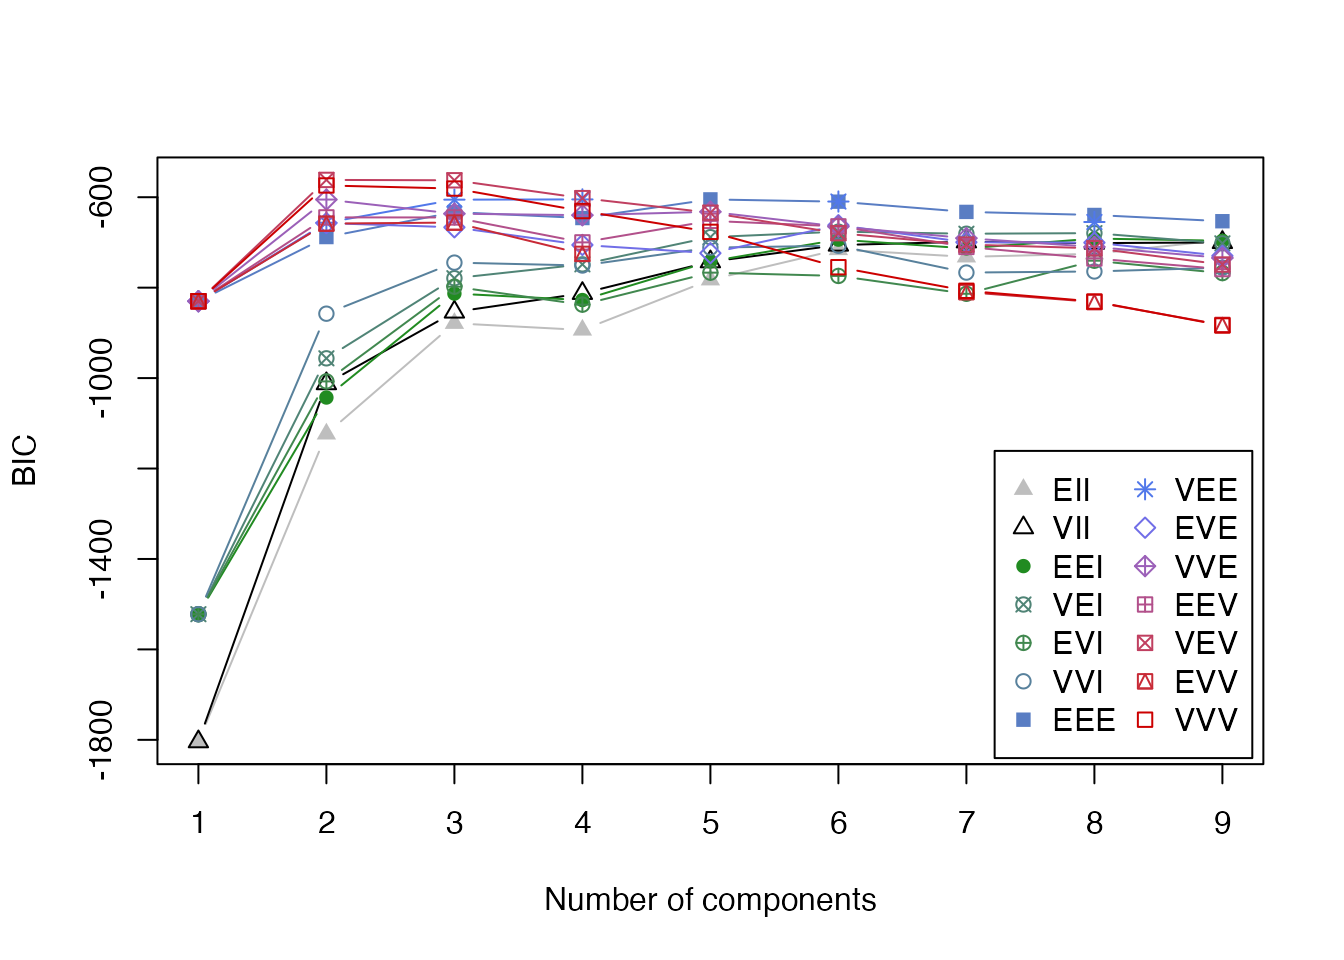 -600
-1000
-1400
-1800
BIC
1 2 3 4 5 6 7 8 9
Number of components
EII VEE
VII EVE
EEI VVE
VEI EEV
EVI VEV
VVI EVV
EEE VVV